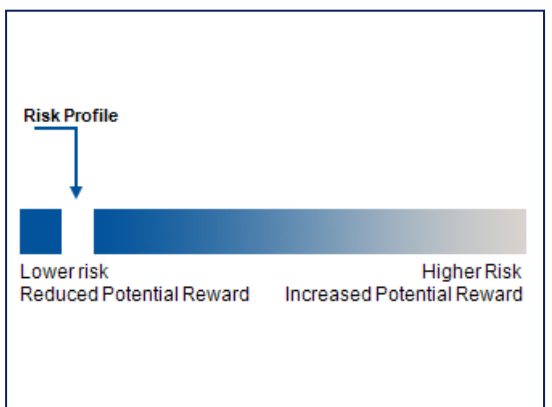 Risk Profile
Lower risk
Reduced Potential Reward
Higher Risk
Increased Potential Reward